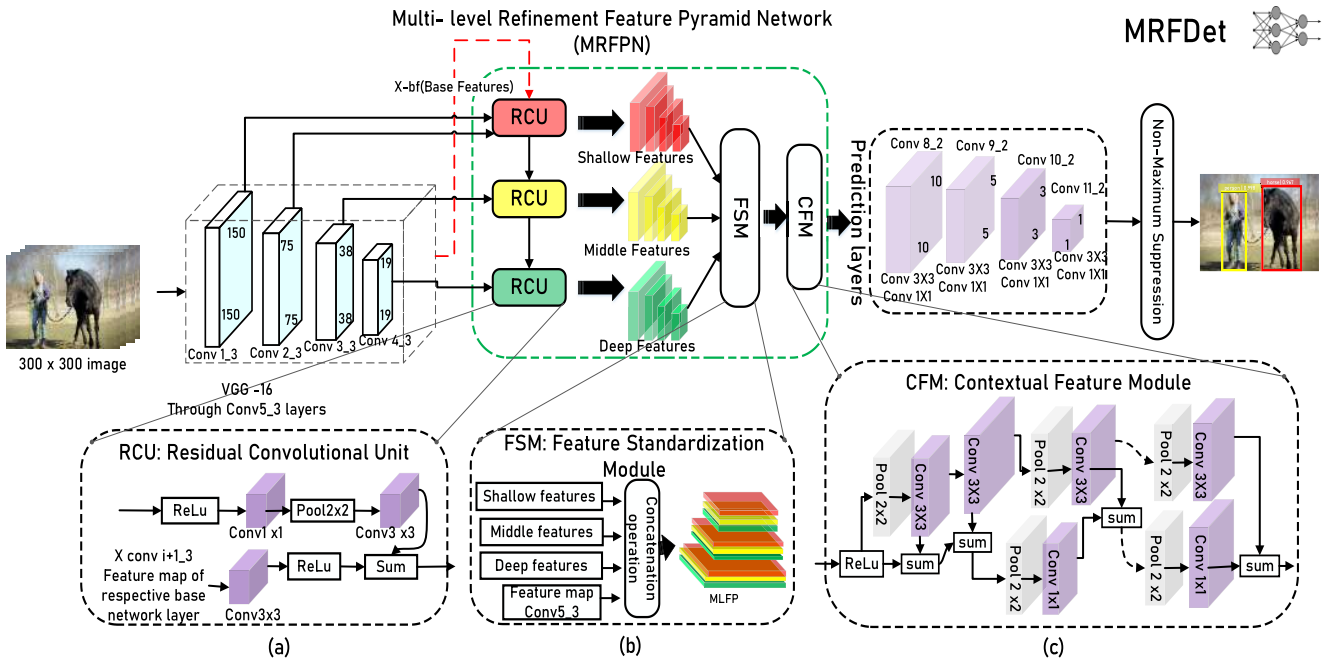 Multi- level Refinement Feature Pyramid Network
(MRFPN)
MRFDet
X-bf(Base Features)
RCU
RCU
RCU
Shallow Features
Middle Features
Deep Features
FSM
CFM
Prediction layers
Conv 8_2
Conv 9_2
Conv 10_2
Conv 11_2
10
10
5
5
3
3
1
1
Conv 3X3
Conv 1X1
Conv 3X3
Conv 1X1
Conv 3X3
Conv 1X1
Conv 3X3
Conv 1X1
Non-Maximum Suppression
150
150
75
75
38
38
19
19
Conv 1_3
Conv 2_3
Conv 3_3
Conv 4_3
300 x 300 image
VGG -16
Through Conv5_3 layers
RCU: Residual Convolutional Unit
ReLu
Conv1 x1
Pool2x2
Conv3 x3
X conv i+1_3
Feature map of
respective base
network layer
Conv3x3
ReLu
Sum
(a)
FSM: Feature Standardization
Module
Shallow features
Middle features
Deep features
Feature map
Conv5_3
Concatenation
operation
MLFP
(b)
CFM: Contextual Feature Module
ReLu
Pool 2x2
Conv 3X3
sum
Conv 3X3
sum
Pool 2 x2
Conv 1x1
Pool 2 x2
Conv 3X3
sum
Pool 2 x2
Conv 3X3
Pool 2 x2
Conv 1x1
sum
(c)